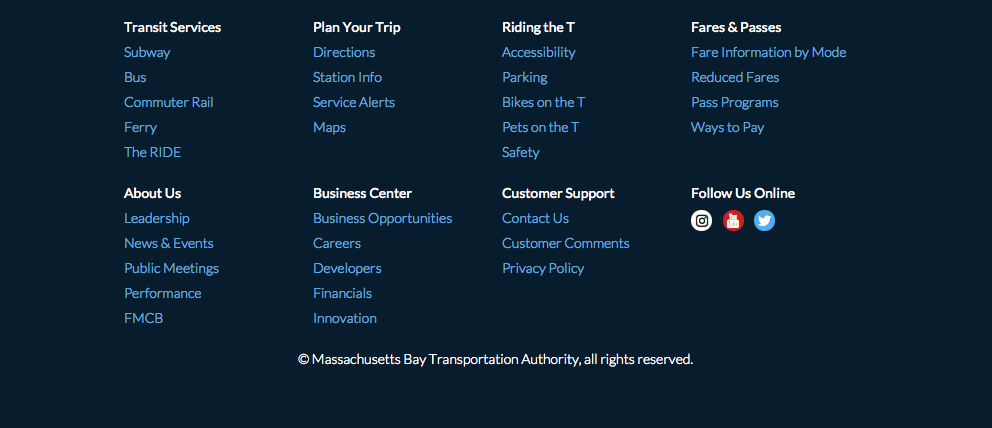 Transit Services
Subway
Bus
Commuter Rail
Ferry
The RIDE
Plan Your Trip
Directions
Station Info
Service Alerts
Maps
Riding the T
Accessibility
Parking
Bikes on the T
Pets on the T
Safety
Fares & Passes
Fare Information by Mode
Reduced Fares
Pass Programs
Ways to Pay
About Us
Leadership
News & Events
Public Meetings
Performance
FMCB
Business Center
Business Opportunities
Careers
Developers
Financials
Innovation
Customer Support
Contact Us
Customer Comments
Privacy Policy
Follow Us Online
© Massachusetts Bay Transportation Authority, all rights reserved.